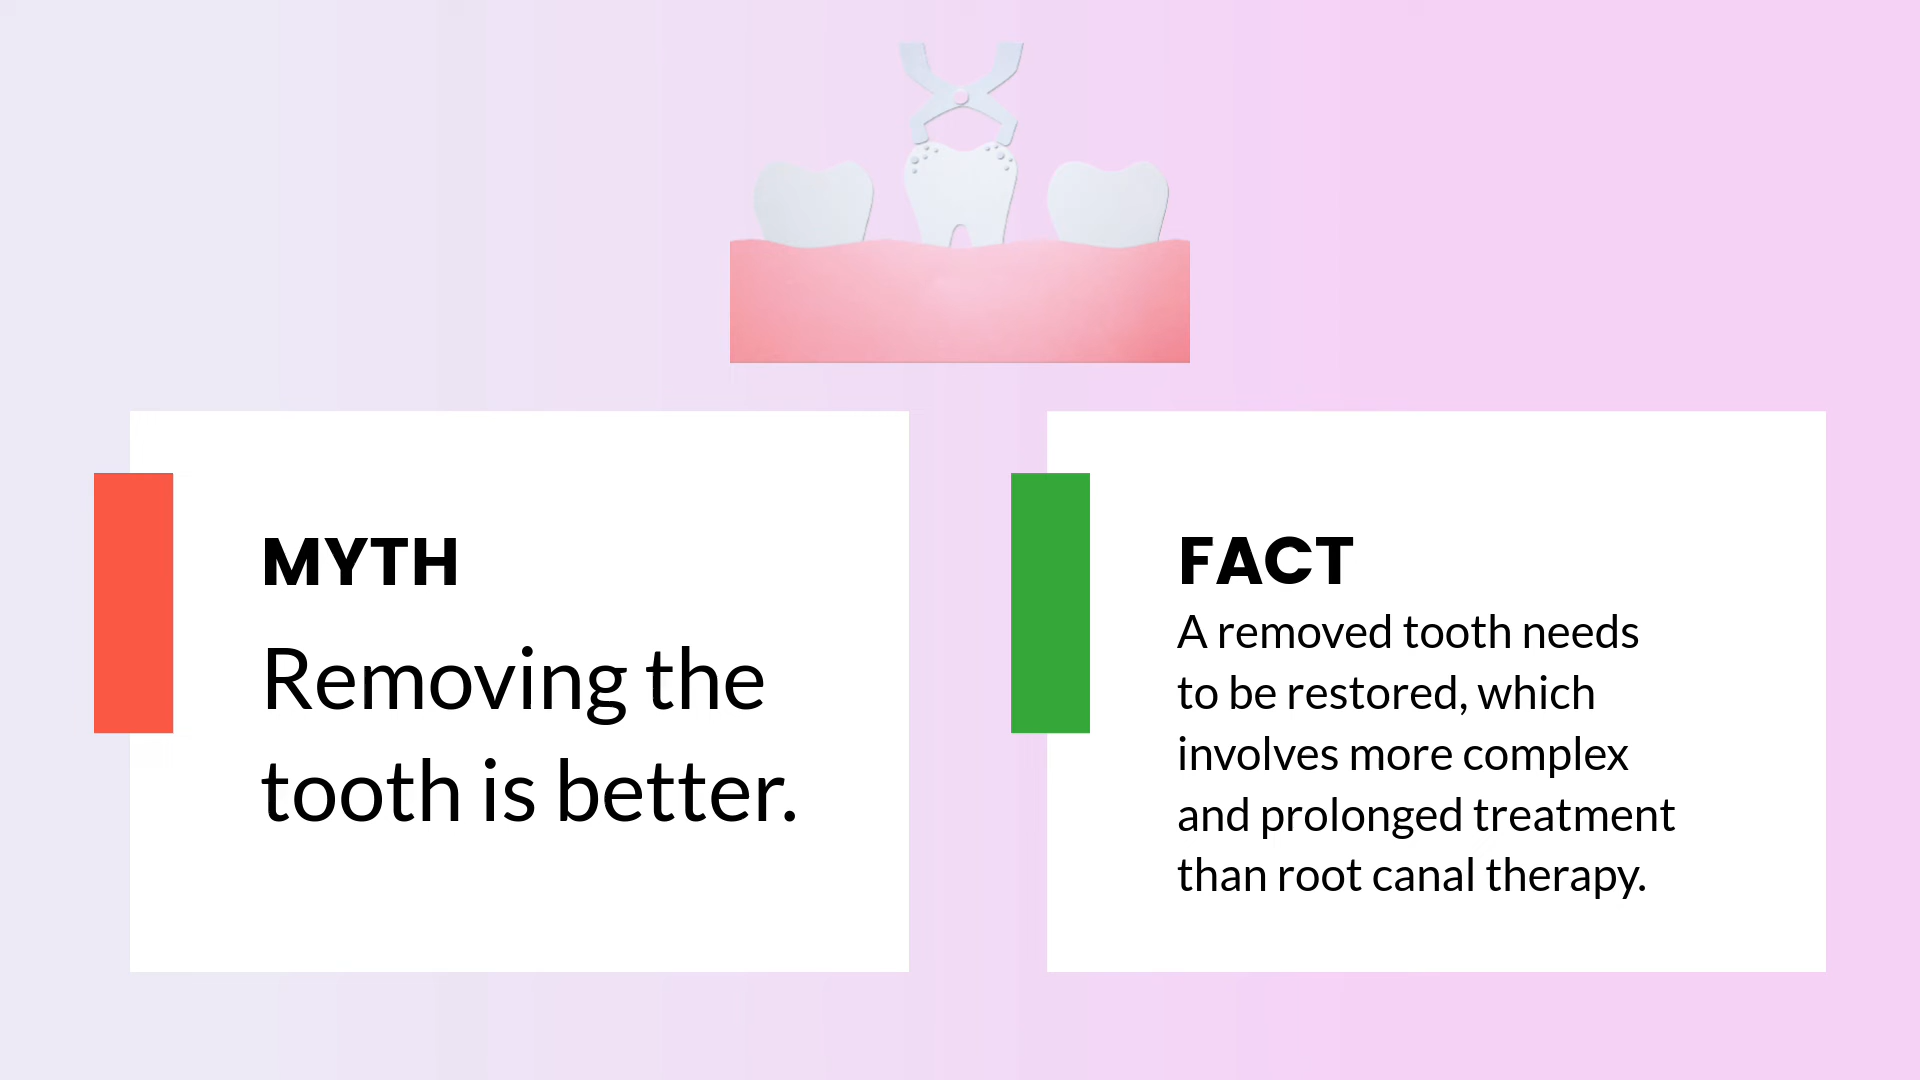 MYTH
Removing the
tooth is better.
FACT
A removed tooth needs
to be restored, which
involves more complex
and prolonged treatment
than root canal therapy.